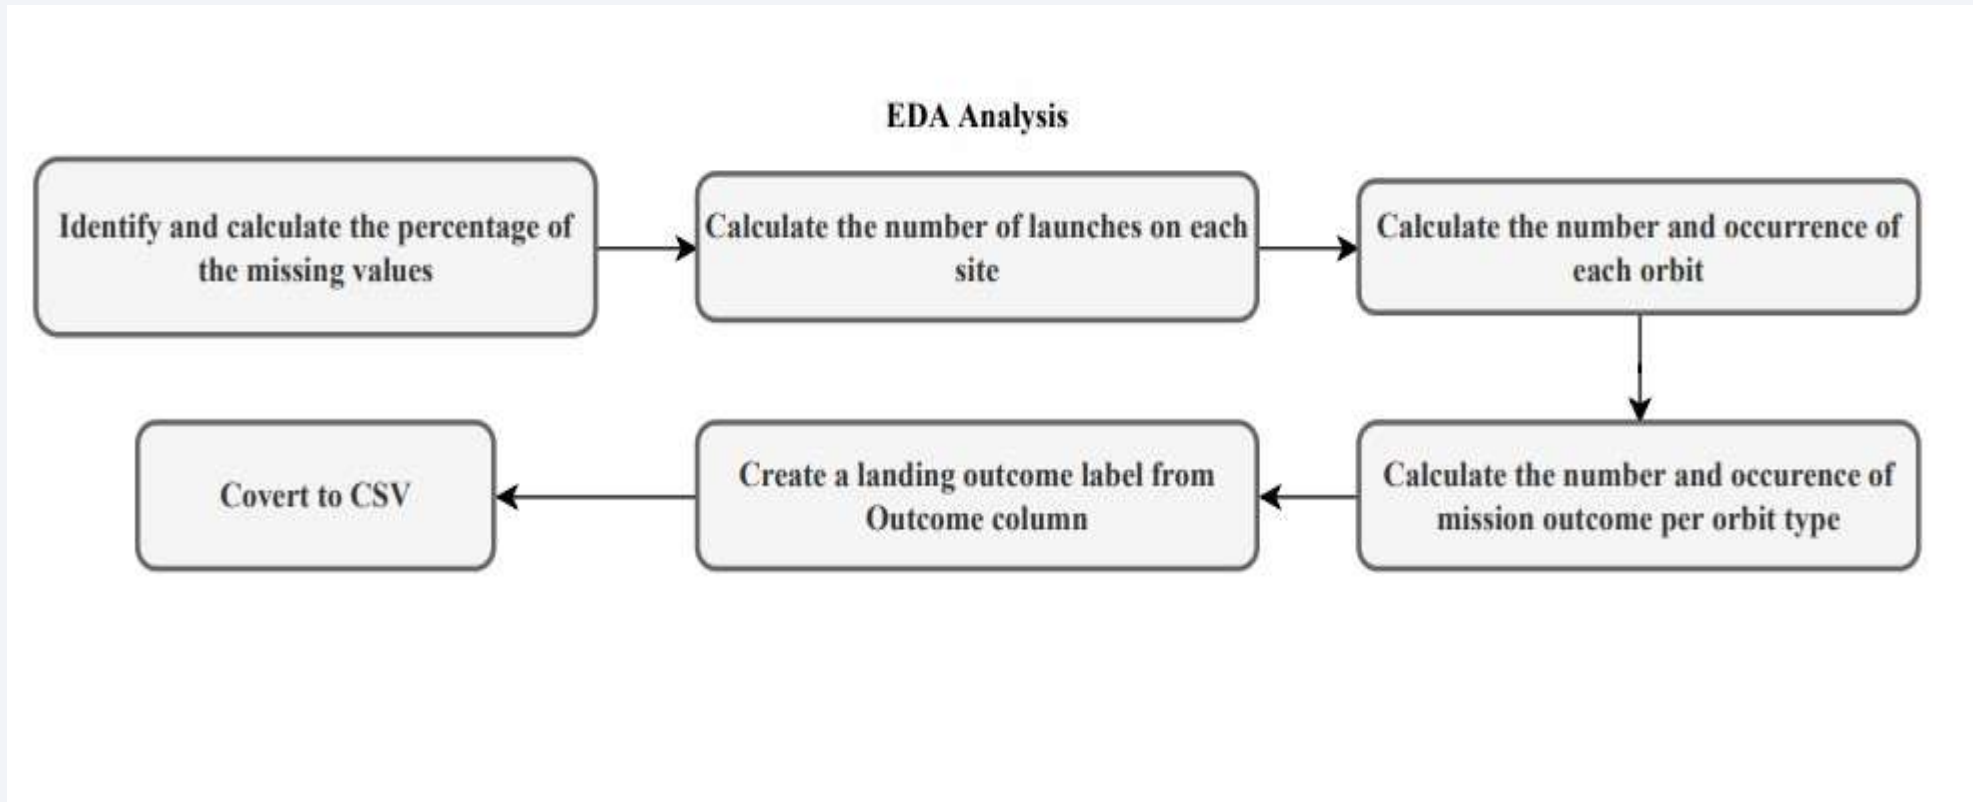 EDA Analysis
Identify and calculate the percentage of
the missing values
Calculate the number of launches on each
site
Calculate the number and occurrence of
each orbit
Calculate the number and occurence of
mission outcome per orbit type
Create a landing outcome label from
Outcome column
Covert to CSV